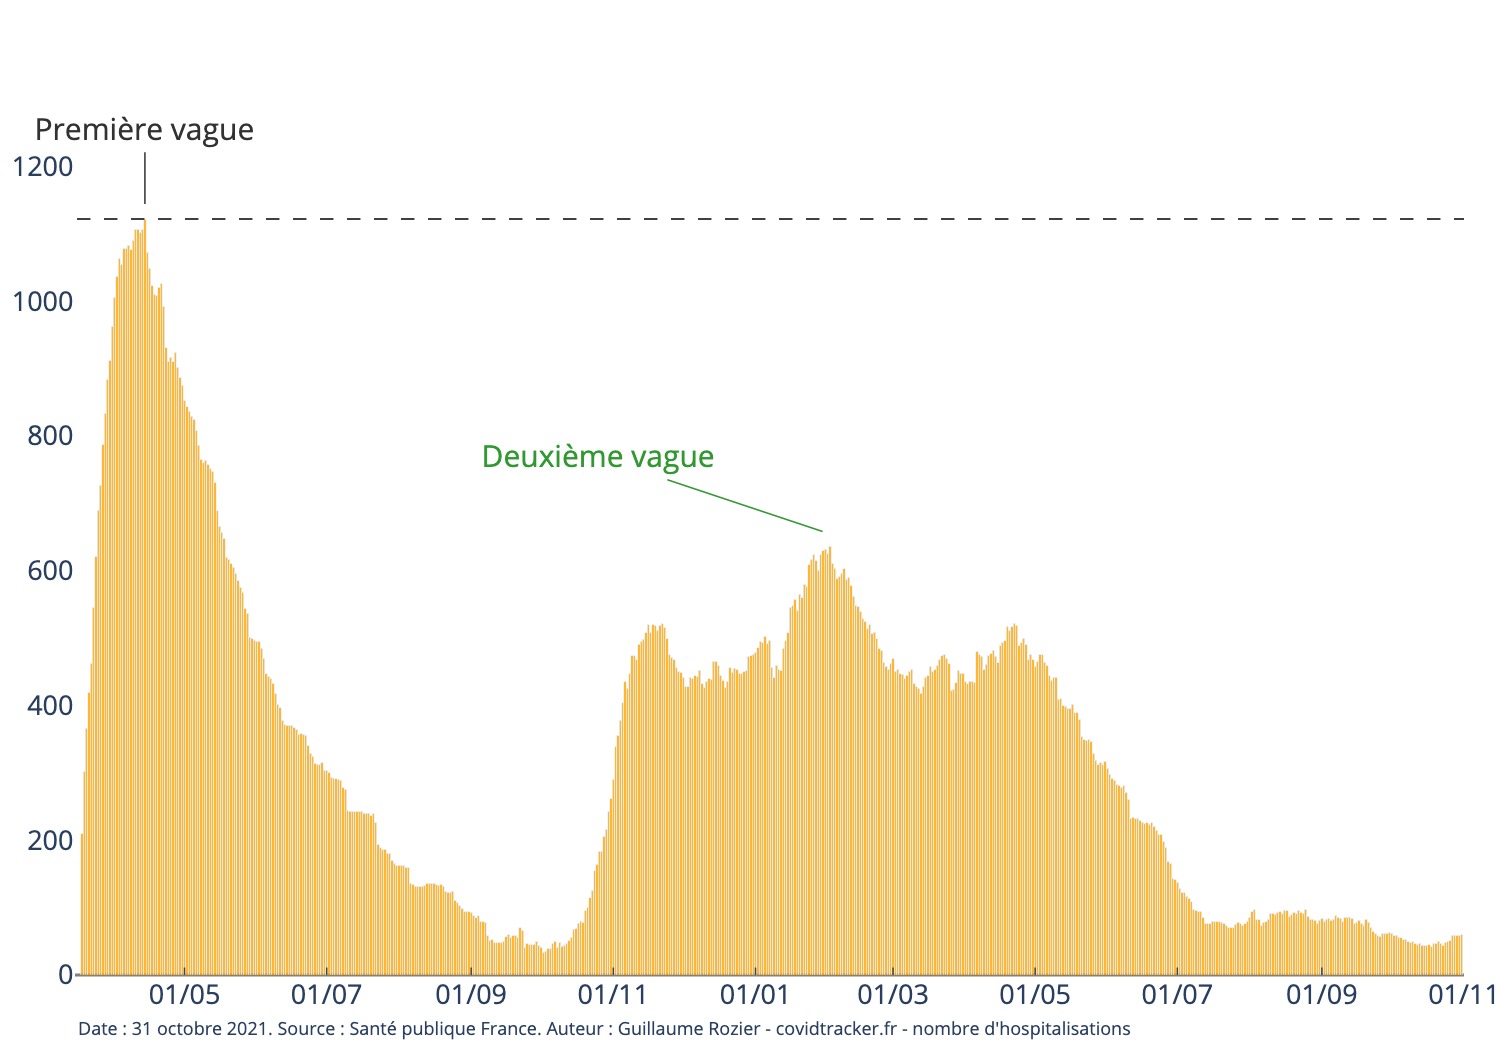 Première vague
1200
1000
Deuxième vague
800
600
400
200
0
01/05 01/07 01/09 01/11 01/01 01/03 01/05 01/07 01/09 01/11
Date : 31 octobre 2021. Source : Santé publique France. Auteur : Guillaume Rozier - covidtracker.fr - nombre d'hospitalisations